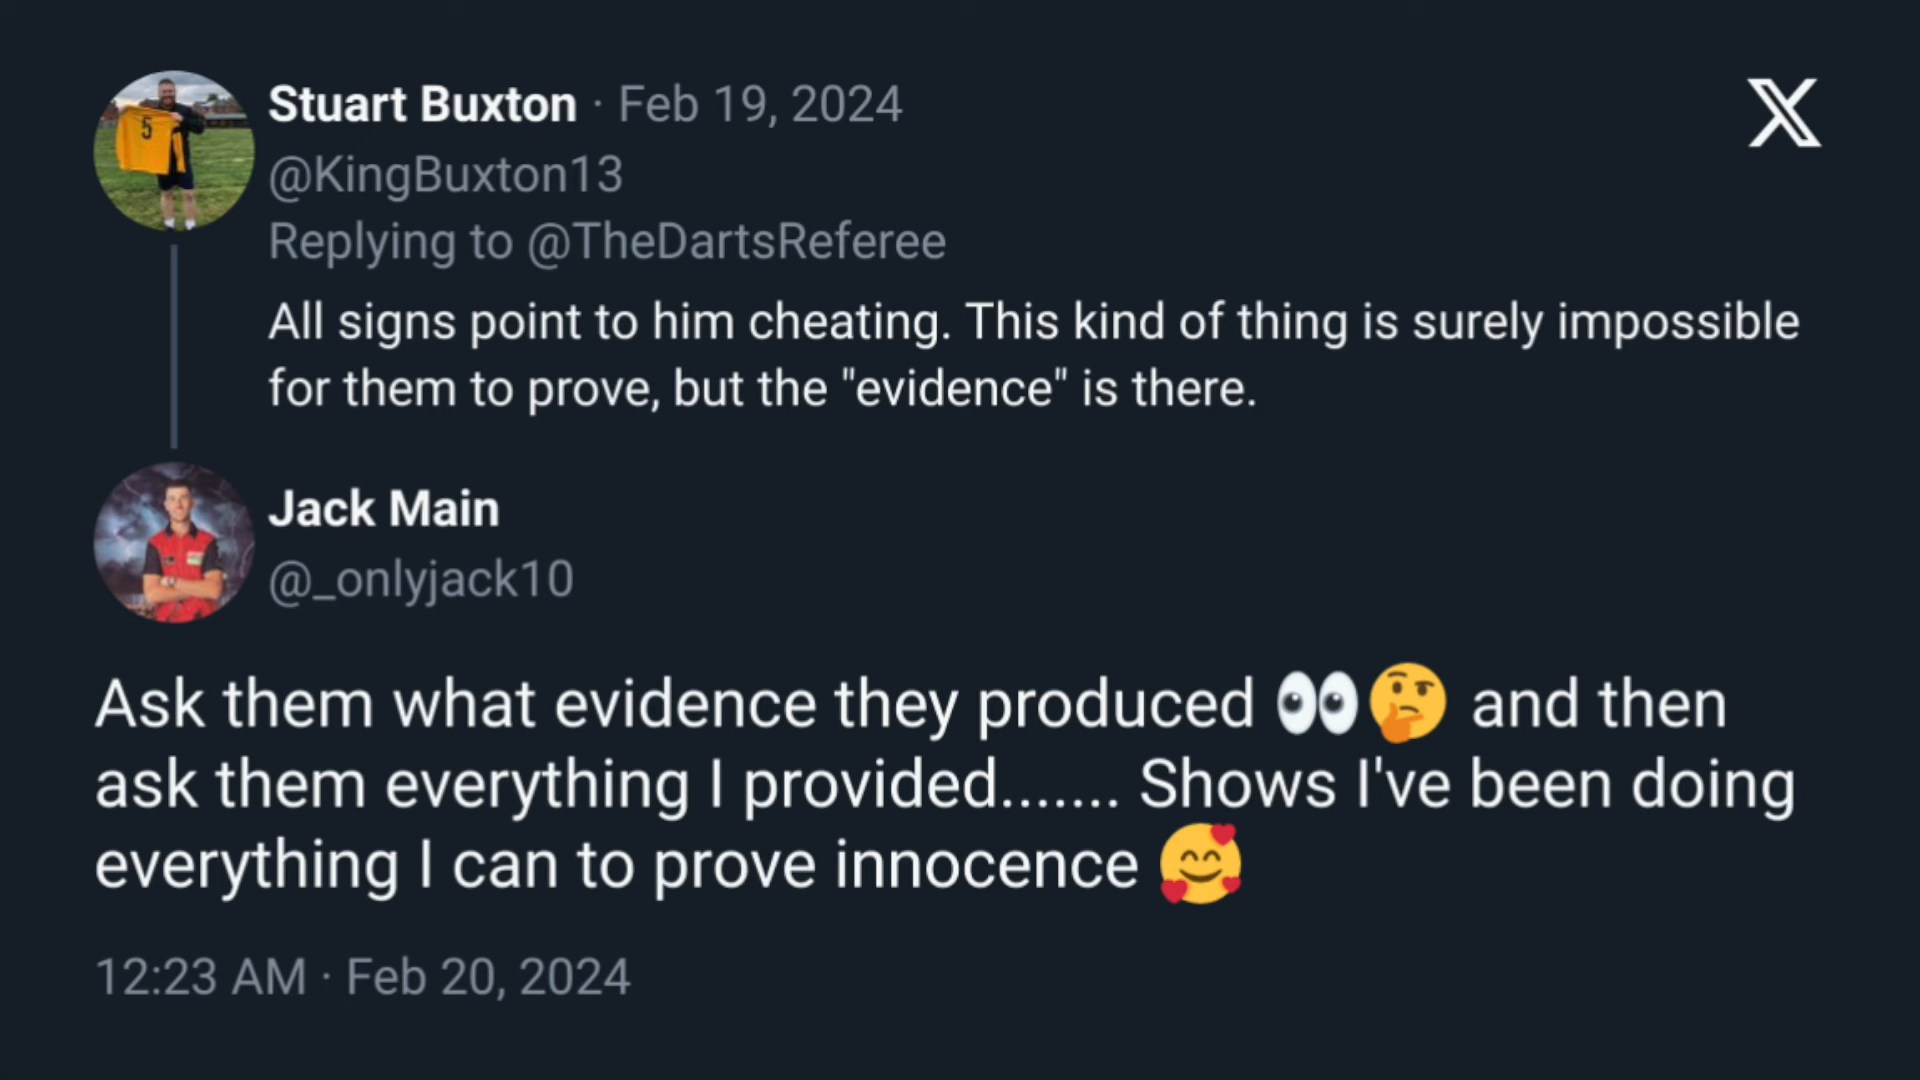 Stuart Buxton · Feb 19, 2024
@KingBuxton13
Replying to @TheDartsReferee
All signs point to him cheating. This kind of thing is surely impossible
for them to prove, but the "evidence" is there.
5
Jack Main
@_onlyjack10
Ask them what evidence they produced 👀🤔 and then
ask them everything I provided....... Shows I've been doing
everything I can to prove innocence 🥰
12:23 AM · Feb 20, 2024